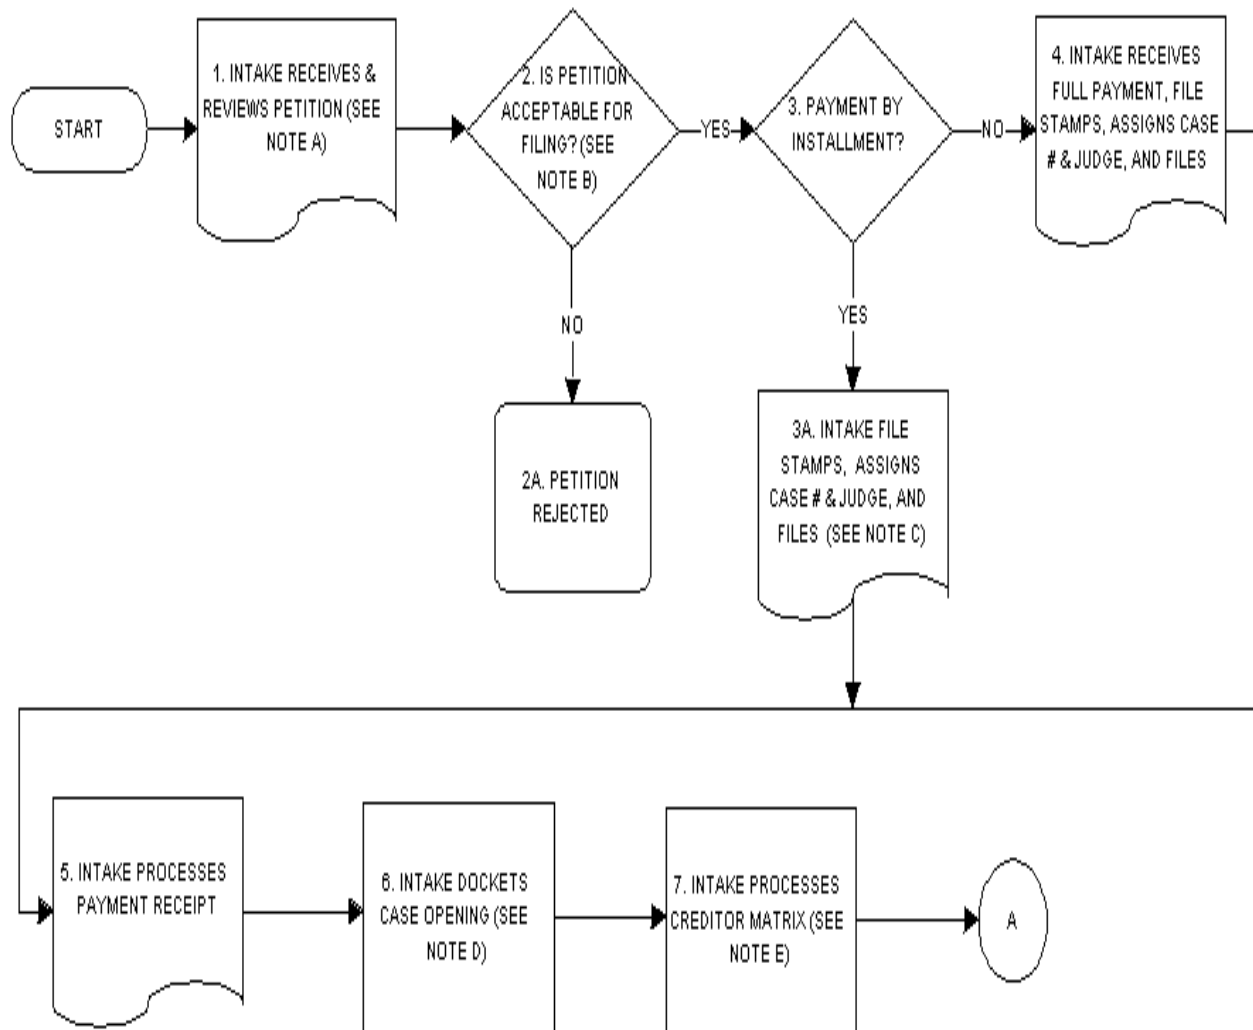 START
1. INTAKE RECEIVES &
REVIEWS PETITION (SEE
NOTE A)
2. IS PETITION
ACCEPTABLE FOR
FILING? (SEE
NOTE B)
YES
3. PAYMENT BY
INSTALLMENT?
NO
4. INTAKE RECEIVES
FULL PAYMENT, FILE
STAMPS, ASSIGNS CASE
# & JUDGE, AND FILES
NO
2A. PETITION
REJECTED
YES
3A. INTAKE FILE
STAMPS, ASSIGNS
CASE # & JUDGE, AND
FILES (SEE NOTE C)
5. INTAKE PROCESSES
PAYMENT RECEIPT
6. INTAKE DOCKETS
CASE OPENING (SEE
NOTE D)
7. INTAKE PROCESSES
CREDITOR MATRIX (SEE
NOTE E)
A